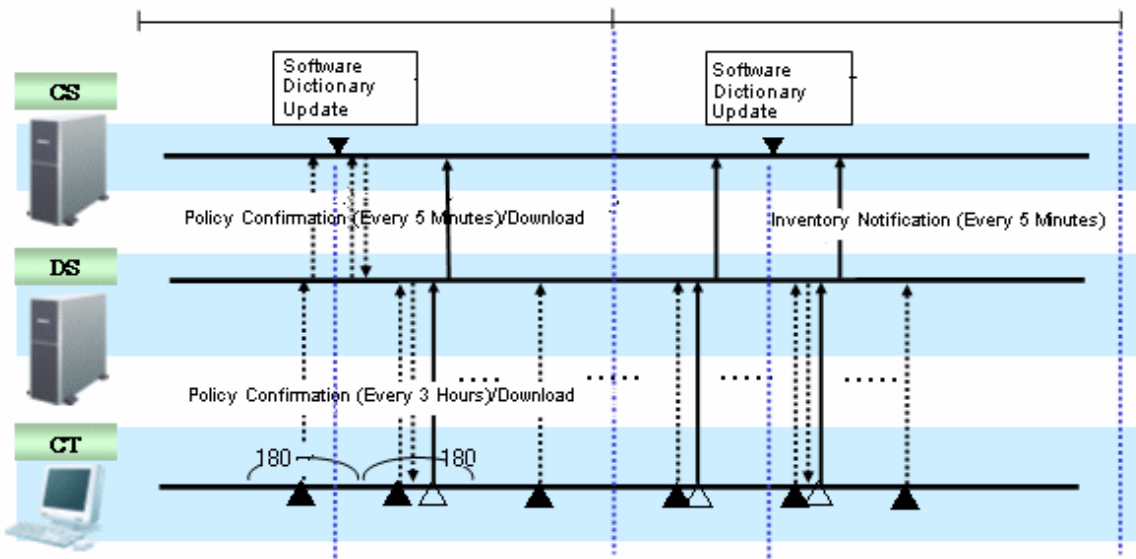 Software
Dictionary
Update
Software
Dictionary
Update
CS
Policy Confirmation (Every 5 Minutes)/Download
Inventory Notification (Every 5 Minutes)
DS
Policy Confirmation (Every 3 Hours)/Download
CT
180
180